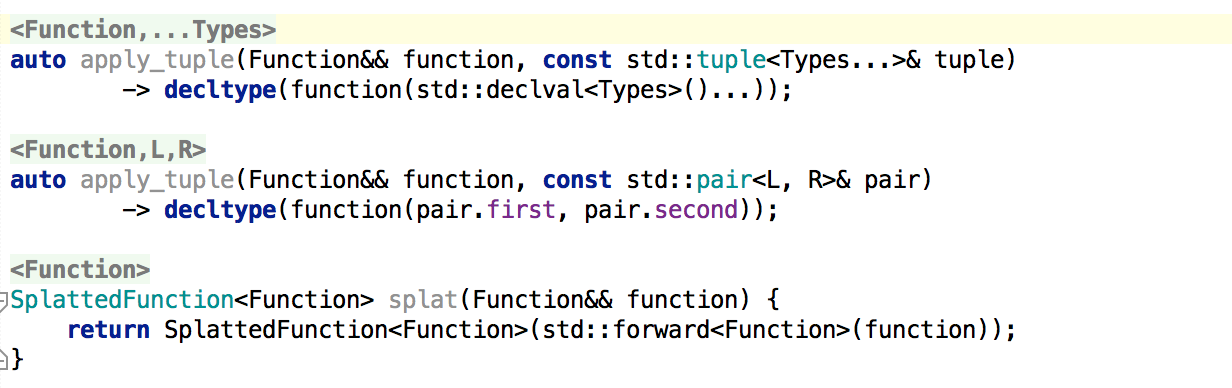 <Function,...Types>
auto apply_tuple(Function&& function, const std::tuple<Types...>& tuple)
        -> decltype(function(std::declval<Types>()...));

<Function,L,R>
auto apply_tuple(Function&& function, const std::pair<L, R>& pair)
        -> decltype(function(pair.first, pair.second));

<Function>
SplattedFunction<Function> splat(Function&& function) {
    return SplattedFunction<Function>(std::forward<Function>(function));
}